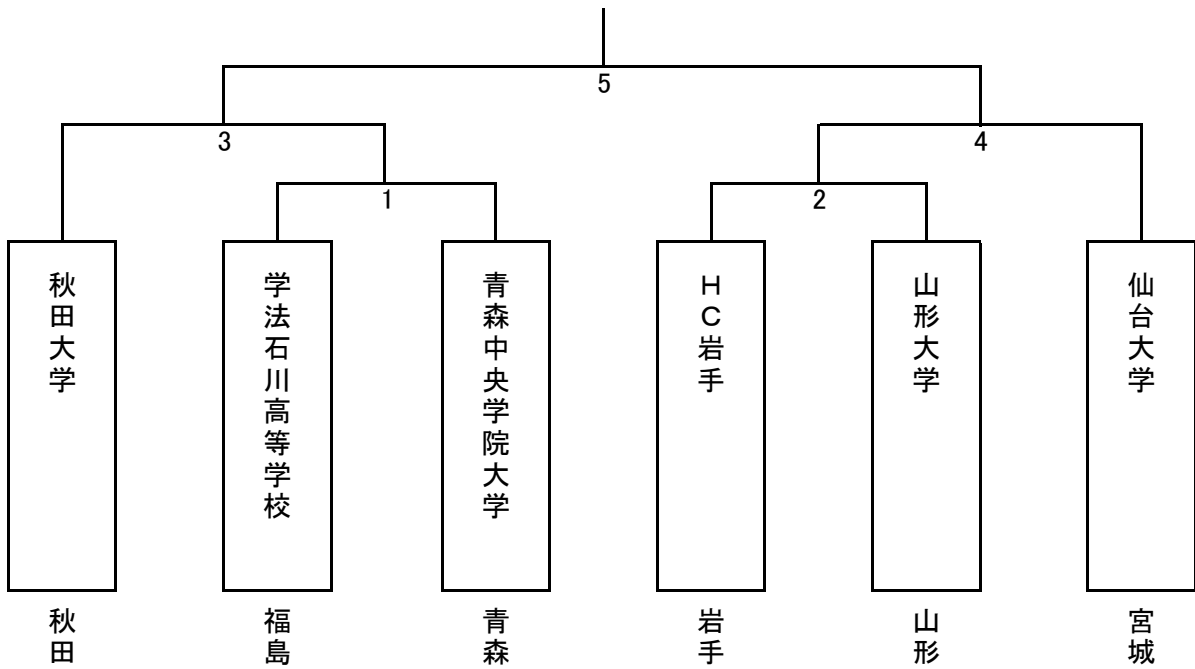 5
3
4
1
2
秋田大学
学法石川高等学校
青森中央学院大学
HC岩手
山形大学
仙台大学
秋田
福島
青森
岩手
山形
宮城